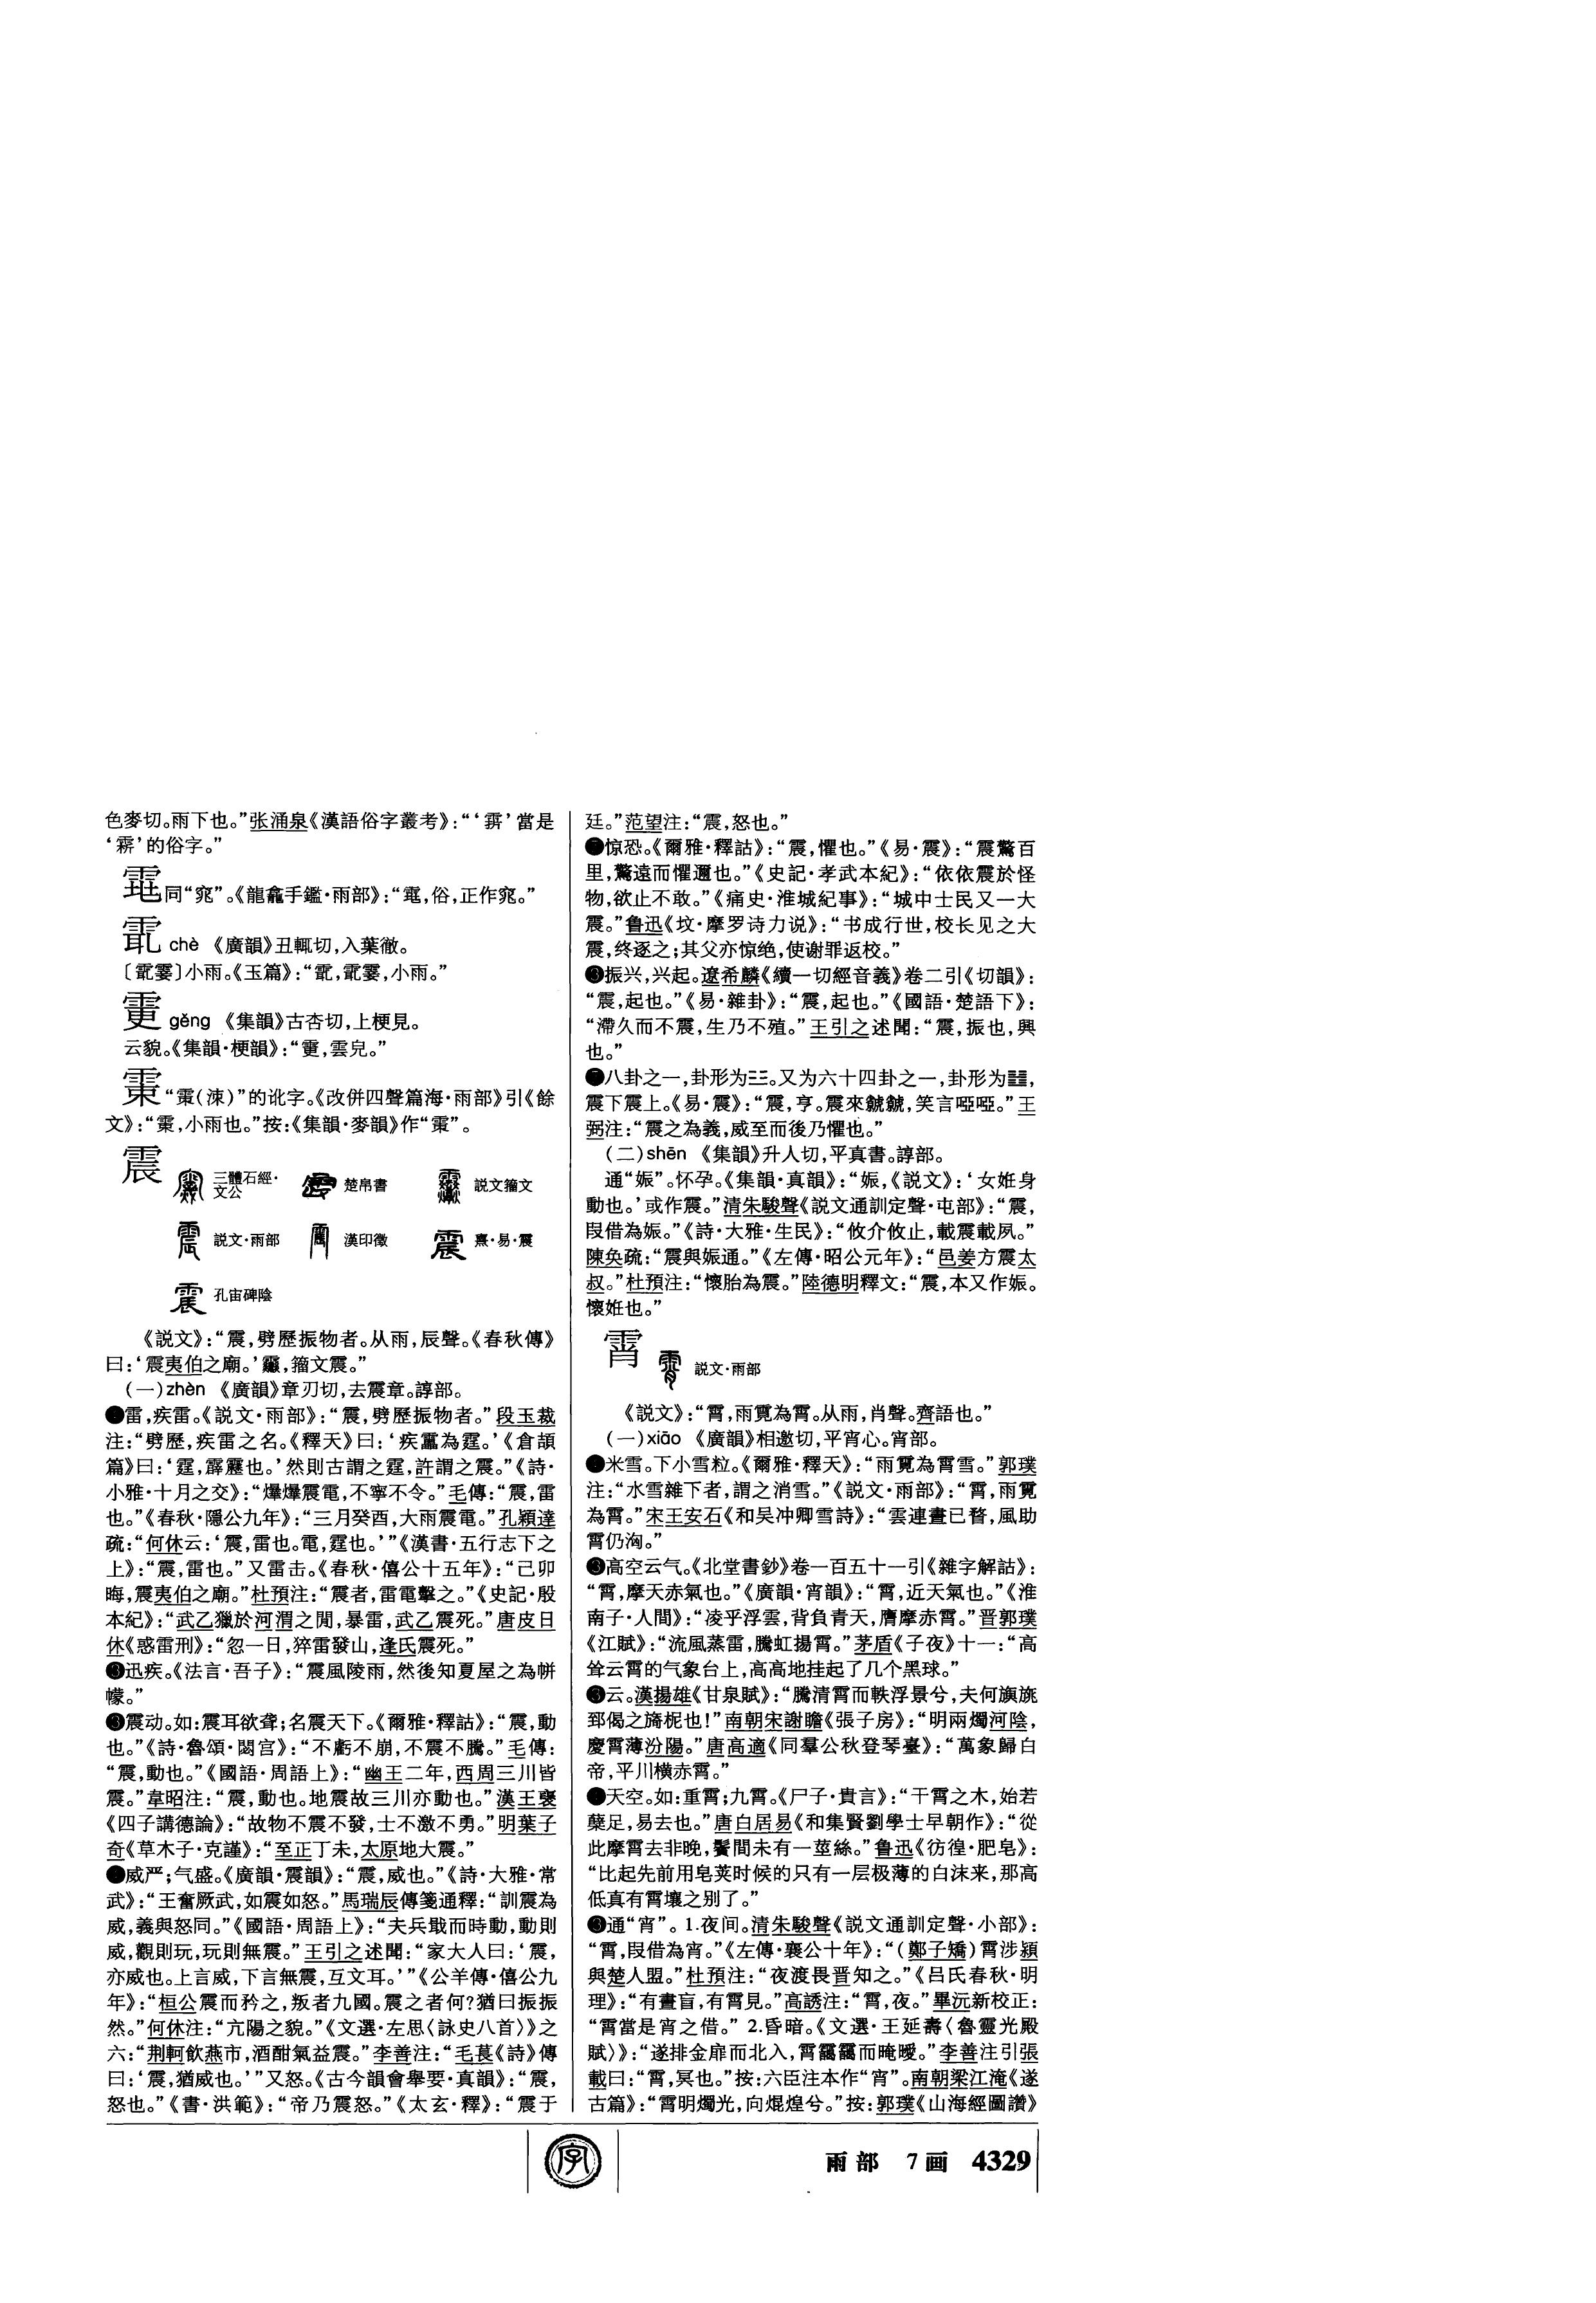 色麥切。雨下也。”张涌泉《漢語俗字叢考》：“‘雺’當是
的俗字。”
同“窕”。《龍龕手鑑·雨部》：“，俗，正作窕。”
chè 《廣韻》丑輒切，入葉徹。
小雨。《玉篇》：“，小雨。”
gěng 《集韻》古杏切，上梗見。
云貌。《集韻·梗韻》：“，雲皃。”
的讹字。《改併四聲篇海·雨部》引《餘
文》：“，小雨也。”按：《集韻·麥韻》作
震 三體石經·文公 楚帛書 説文籀文
説文·雨部 漢印徵 熹·易·震
孔宙碑陰
《説文》：“震，劈歷振物者。从雨，辰聲。《春秋傳》
曰：‘震夷伯之廟。’，籀文震。”
（一）zhèn 《廣韻》章刃切，去震章。諄部。
雷，疾雷。《説文·雨部》：“震，劈歷振物者。”段玉裁
注：“劈歷，疾雷之名。《釋天》曰：‘疾靁為霆。’《倉頡
篇》曰：‘霆，霹靂也。’然則古謂之霆，許謂之震。”《詩·
小雅·十月之交》：“爗爗震電，不寧不令。”毛傳：“震，雷
也。”《春秋·隱公九年》：“三月癸酉，大雨震電。”孔穎達
疏：“何休云：‘震，雷也。電，霆也。’”《漢書·五行志下之
上》：“震，雷也。”又雷击。《春秋·僖公十五年》：“己卯
晦，震夷伯之廟。”杜預注：“震者，雷電擊之。”《史記·殷
本紀》：“武乙獵於河渭之閒，暴雷，武乙震死。”唐皮日
休《惑雷刑》：“忽一日，猝雷發山，逢氏震死。”
❸迅疾。《法言·吾子》：“震風陵雨，然後知夏屋之為帡
幪。”
❸震动。如：震耳欲聋；名震天下。《爾雅·釋詁》：“震，動
也。”《詩·魯頌·閟宫》：“不虧不崩，不震不騰。”毛傳：
“震，動也。”《國語·周語上》：“幽王二年，西周三川皆
震。”韋昭注：“震，動也。地震故三川亦動也。”漢王褒
《四子講德論》：“故物不震不發，士不激不勇。”明葉子
奇《草木子·克謹》：“至正丁未，太原地大震。”
威严；气盛。《廣韻·震韻》：“震，威也。”《詩·大雅·常
武》：“王奮厥武，如震如怒。”馬瑞辰傳箋通釋：“訓震為
威，義與怒同。”《國語·周語上》：“夫兵戢而時動，動則
威，觀則玩，玩則無震。”王引之述聞：“家大人曰：‘震，
亦威也。上言威，下言無震，互文耳。’”《公羊傳·僖公九
年》：“桓公震而矜之，叛者九國。震之者何？猶曰振振
然。”何休注：“亢陽之貌。”《文選·左思〈詠史八首〉》之
六：“荆軻飲燕市，酒酣氣益震。”李善注：“毛萇《詩》傳
曰：‘震，猶威也。’”又怒。《古今韻會舉要·真韻》：“震，
怒也。”《書·洪範》：“帝乃震怒。”《太玄·釋》：“震于
廷。”范望注：“震，怒也。”
惊恐。《爾雅·釋詁》：“震，懼也。”《易·震》：“震驚百
里，驚遠而懼邇也。”《史記·孝武本紀》：“依依震於怪
物，欲止不敢。”《痛史·淮城紀事》：“城中士民又一大
震。”鲁迅《坟·摩罗诗力说》：“书成行世，校长见之大
震，终逐之；其父亦惊绝，使谢罪返校。”
❸振兴，兴起。遼希麟《續一切經音義》卷二引《切韻》：
“震，起也。”《易·雜卦》：“震，起也。”《國語·楚語下》：
“滯久而不震，生乃不殖。”王引之述聞：“震，振也，興
也。”
八卦之一，卦形为☳。又为六十四卦之一，卦形为䷲，
震下震上。《易·震》：“震，亨。震來虩虩，笑言啞啞。”王
弼注：“震之為義，威至而後乃懼也。”
（二）shēn 《集韻》升人切，平真書。諄部。
通“娠”。怀孕。《集韻·真韻》：“娠，《説文》：‘女妊身
動也。’或作震。”清朱駿聲《説文通訓定聲·屯部》：“震，
叚借為娠。”《詩·大雅·生民》：“攸介攸止，載震載夙。”
陳奂疏：“震與娠通。”《左傳·昭公元年》：“邑姜方震太
叔。”杜預注：“懷胎為震。”陸德明釋文：“震，本又作娠。
懷妊也。”
霄 説文·雨部
《説文》：“霄，雨䨘為霄。从雨，肖聲。齊語也。”
（一）xiāo 《廣韻》相邀切，平宵心。宵部。
米雪。下小雪粒。《爾雅·釋天》：“雨䨘為霄雪。”郭璞
注：“水雪雜下者，謂之消雪。”《説文·雨部》：“霄，雨䨘
為霄。”宋王安石《和吴冲卿雪詩》：“雲連晝已瞀，風助
霄仍洶。”
❸高空云气。《北堂書鈔》卷一百五十一引《雜字解詁》：
“霄，摩天赤氣也。”《廣韻·宵韻》：“霄，近天氣也。”《淮
南子·人間》：“凌乎浮雲，背負青天，膺摩赤霄。”晋郭璞
《江賦》：“流風蒸雷，騰虹揚霄。”茅盾《子夜》十一：“高
耸云霄的气象台上，高高地挂起了几个黑球。”
❸云。漢揚雄《甘泉賦》：“騰清霄而軼浮景兮，夫何旟旐
郅偈之旖柅也！”南朝宋謝瞻《張子房》：“明兩燭河陰，
慶霄薄汾陽。”唐高適《同羣公秋登琴臺》：“萬象歸白
帝，平川横赤霄。”
天空。如：重霄；九霄。《尸子·貴言》：“干霄之木，始若
蘖足，易去也。”唐白居易《和集賢劉學士早朝作》：“從
此摩霄去非晚，鬢間未有一莖絲。”鲁迅《彷徨·肥皂》：
“比起先前用皂荚时候的只有一层极薄的白沫来，那高
低真有霄壤之别了。”
❸通“宵”。1.夜间。清朱駿聲《説文通訓定聲·小部》：
“霄，叚借為宵。”《左傳·襄公十年》：“（鄭子矯）霄涉潁
與楚人盟。”杜預注：“夜渡畏晋知之。”《吕氏春秋·明
理》：“有晝盲，有霄見。”高誘注：“霄，夜。”畢沅新校正：
“霄當是宵之借。”2.昏暗。《文選·王延壽〈魯靈光殿
賦〉》：“遂排金扉而北入，霄靄靄而晻曖。”李善注引張
載曰：“霄，冥也。”按：六臣注本作“宵”。南朝梁江淹《遂
古篇》：“霄明燭光，向焜煌兮。”按：郭璞《山海經圖讚》
字
雨部 7画 4329